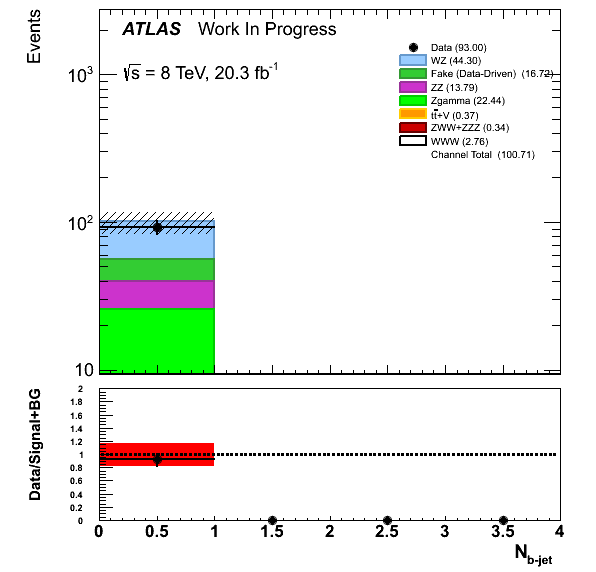 Events
ATLAS Work In Progress
√s = 8 TeV, 20.3 fb⁻¹
Data (93.00)
WZ (44.30)
Fake (Data-Driven) (16.72)
ZZ (13.79)
Zgamma (22.44)
tt̄+V (0.37)
ZWW+ZZZ (0.34)
WWW (2.76)
Channel Total (100.71)
10³
10²
10
Data/Signal+BG
2
1.8
1.6
1.4
1.2
1
0.8
0.6
0.4
0.2
0
0 0.5 1 1.5 2 2.5 3 3.5 4
N_b-jet